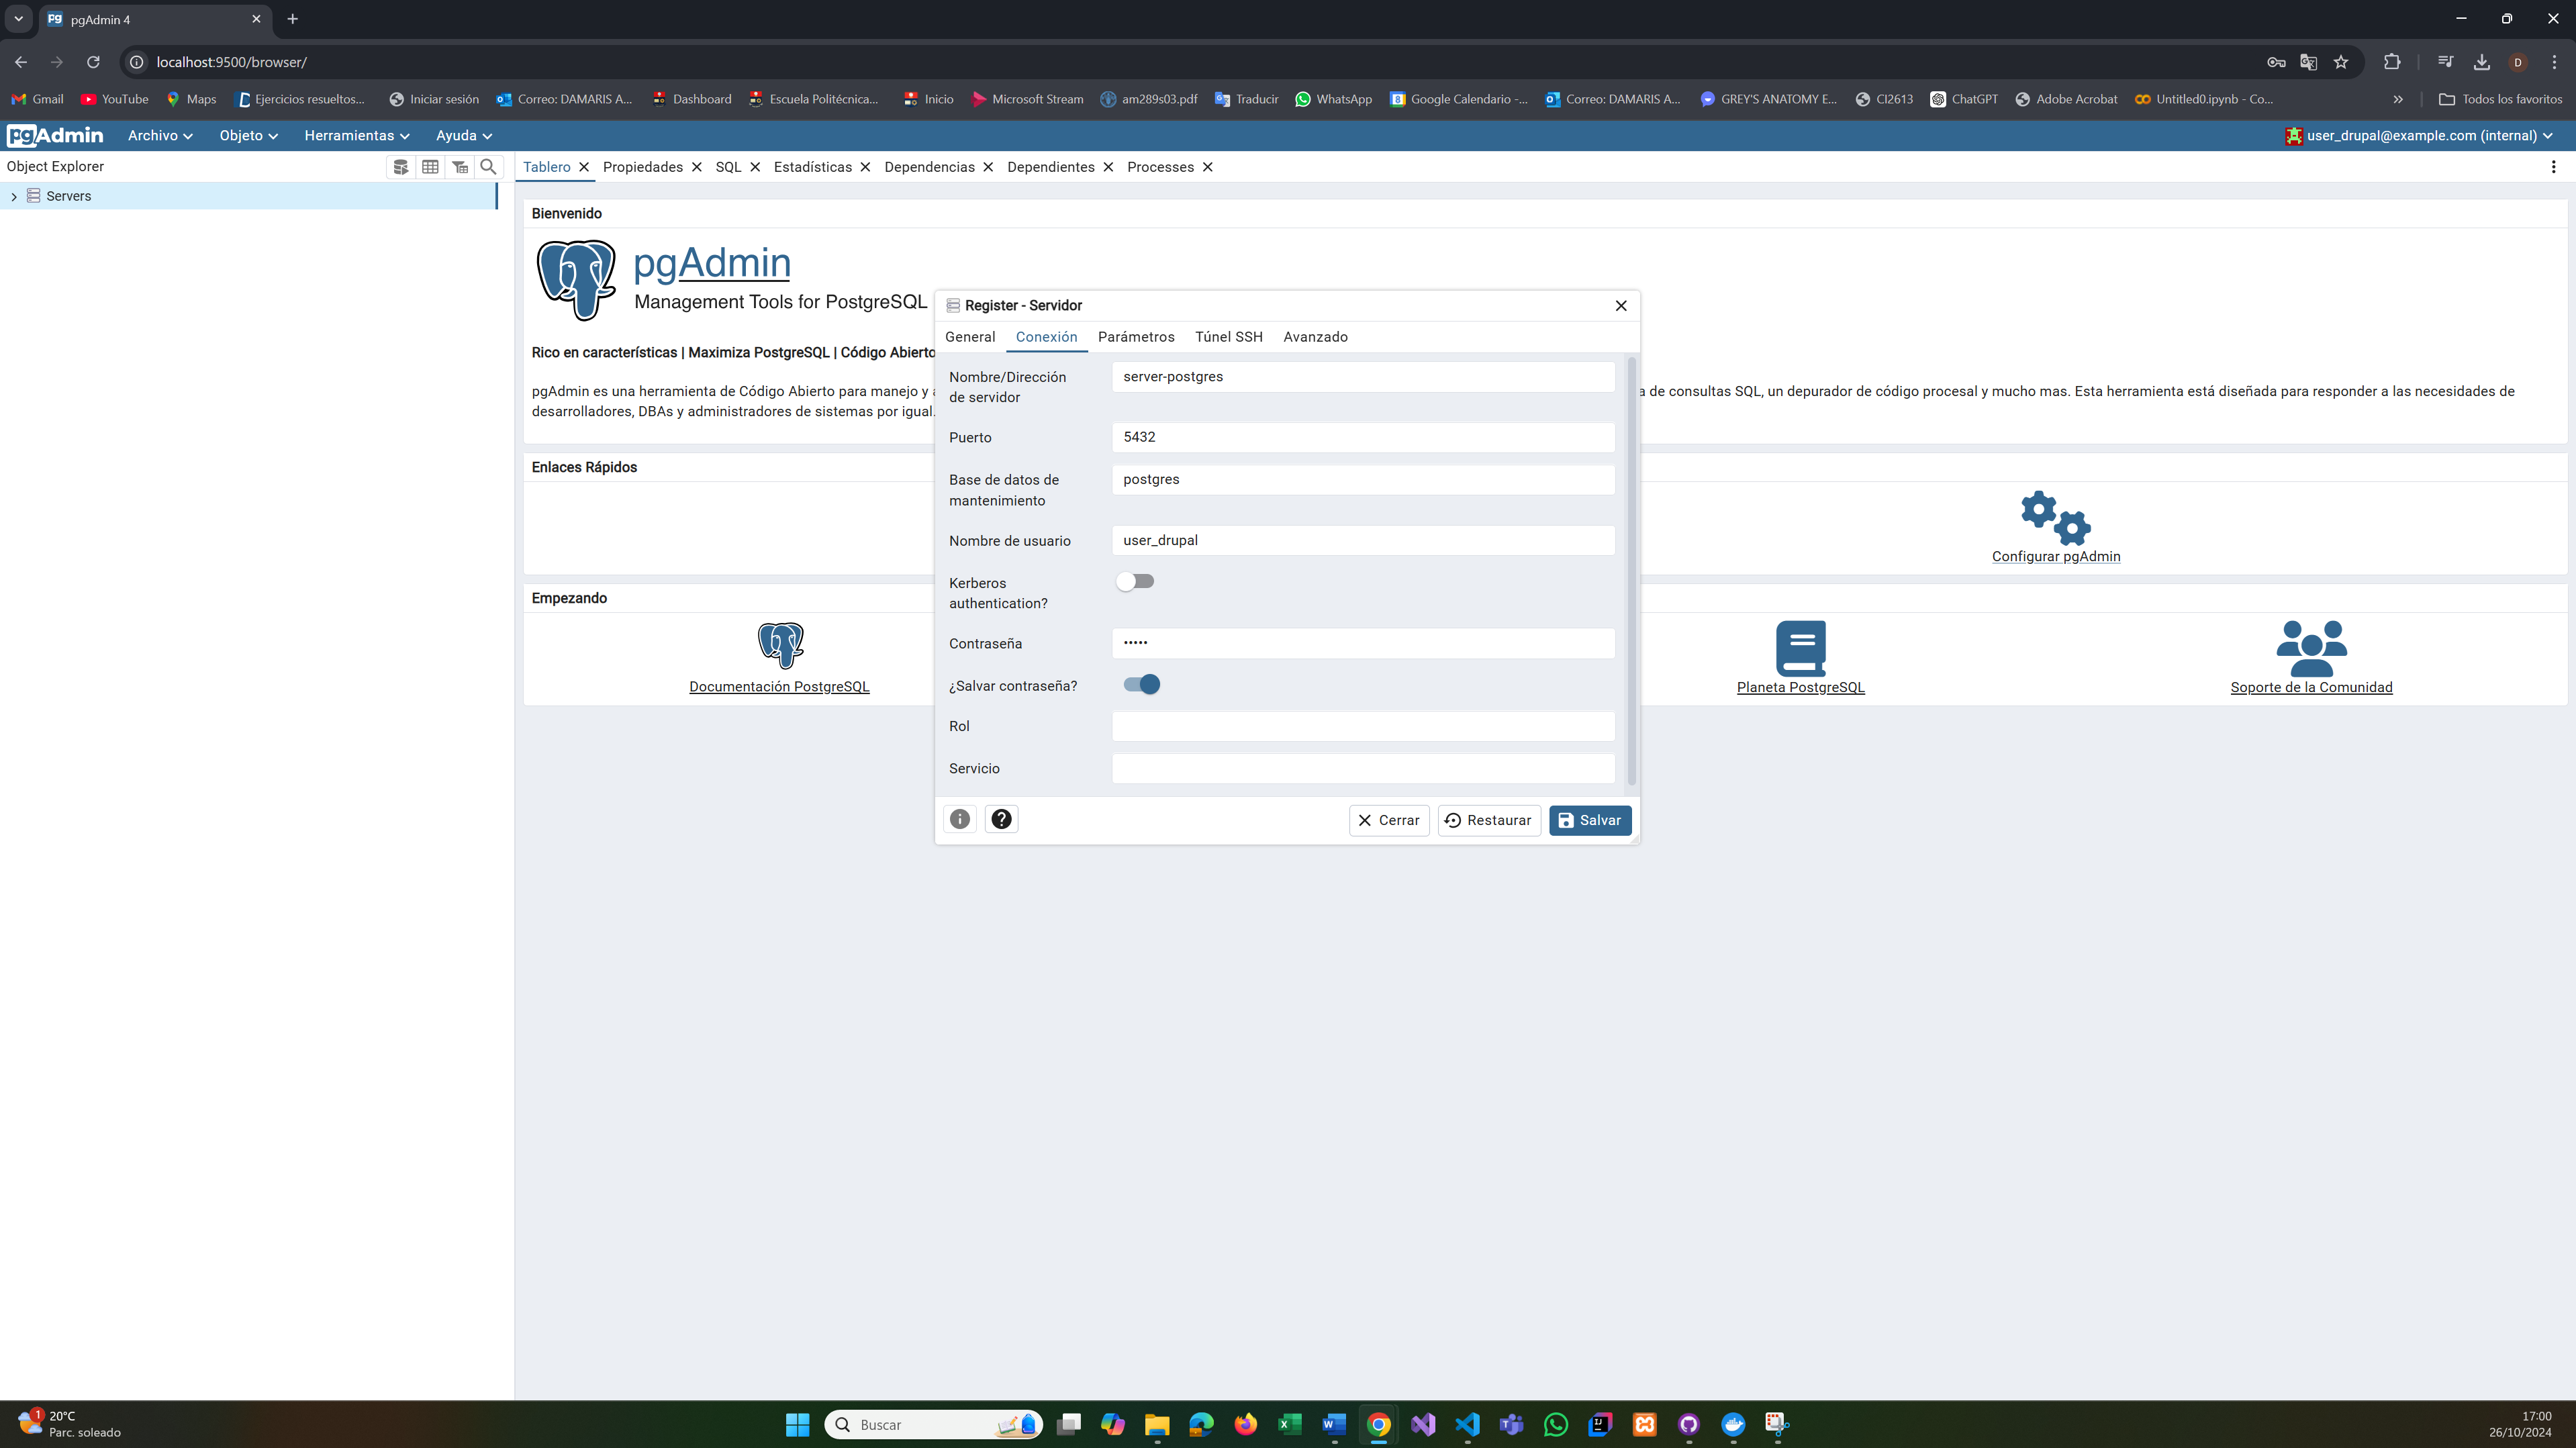 pgAdmin 4
localhost:9500/browser/
Gmail YouTube Maps Ejercicios resueltos... Iniciar sesión Correo: DAMARIS A... Dashboard Escuela Politécnica... Inicio Microsoft Stream am289s03.pdf Traducir WhatsApp Google Calendario -... Correo: DAMARIS A... GREY'S ANATOMY E... CI2613 ChatGPT Adobe Acrobat Untitled0.ipynb - Co... Todos los favoritos
pgAdmin Archivo Objeto Herramientas Ayuda user_drupal@example.com (internal)
Object Explorer
Servers
Tablero Propiedades SQL Estadísticas Dependencias Dependientes Processes
Bienvenido
pgAdmin
Management Tools for PostgreSQL
Rico en características | Maximiza PostgreSQL | Código Abierto
pgAdmin es una herramienta de Código Abierto para manejo y a
a de consultas SQL, un depurador de código procesal y mucho mas. Esta herramienta está diseñada para responder a las necesidades de
desarrolladores, DBAs y administradores de sistemas por igual.
Enlaces Rápidos
Configurar pgAdmin
Empezando
Documentación PostgreSQL
Planeta PostgreSQL
Soporte de la Comunidad
Register - Servidor
General Conexión Parámetros Túnel SSH Avanzado
Nombre/Dirección
de servidor
server-postgres
Puerto
5432
Base de datos de
mantenimiento
postgres
Nombre de usuario
user_drupal
Kerberos
authentication?
Contraseña
•••••
¿Salvar contraseña?
Rol
Servicio
Cerrar Restaurar Salvar
1
20°C
Parc. soleado
Buscar
17:00
26/10/2024